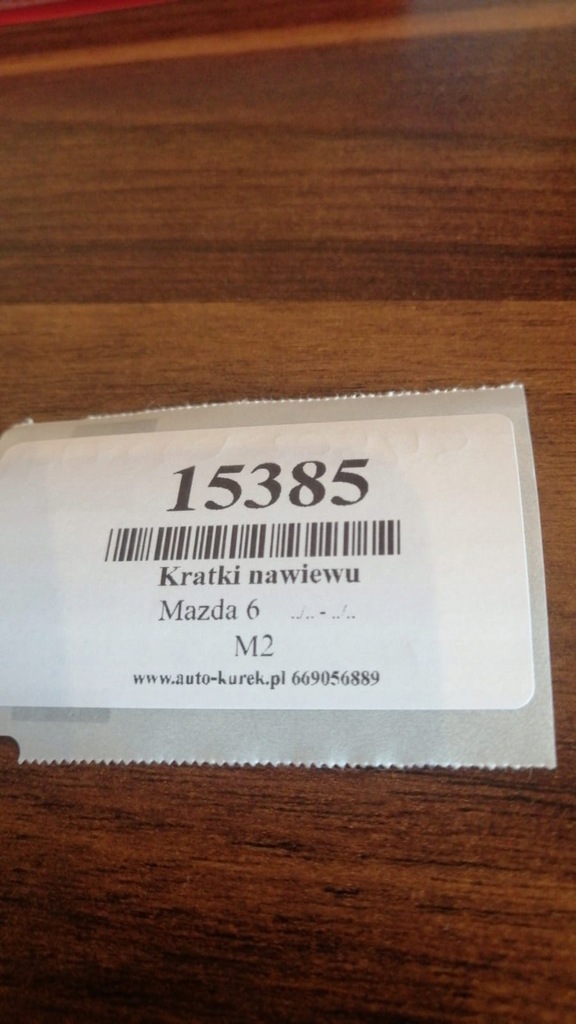 15385
Kratki nawiewu
Mazda 6 ../.. - ../..
M2
www.auto-kurek.pl 669056889